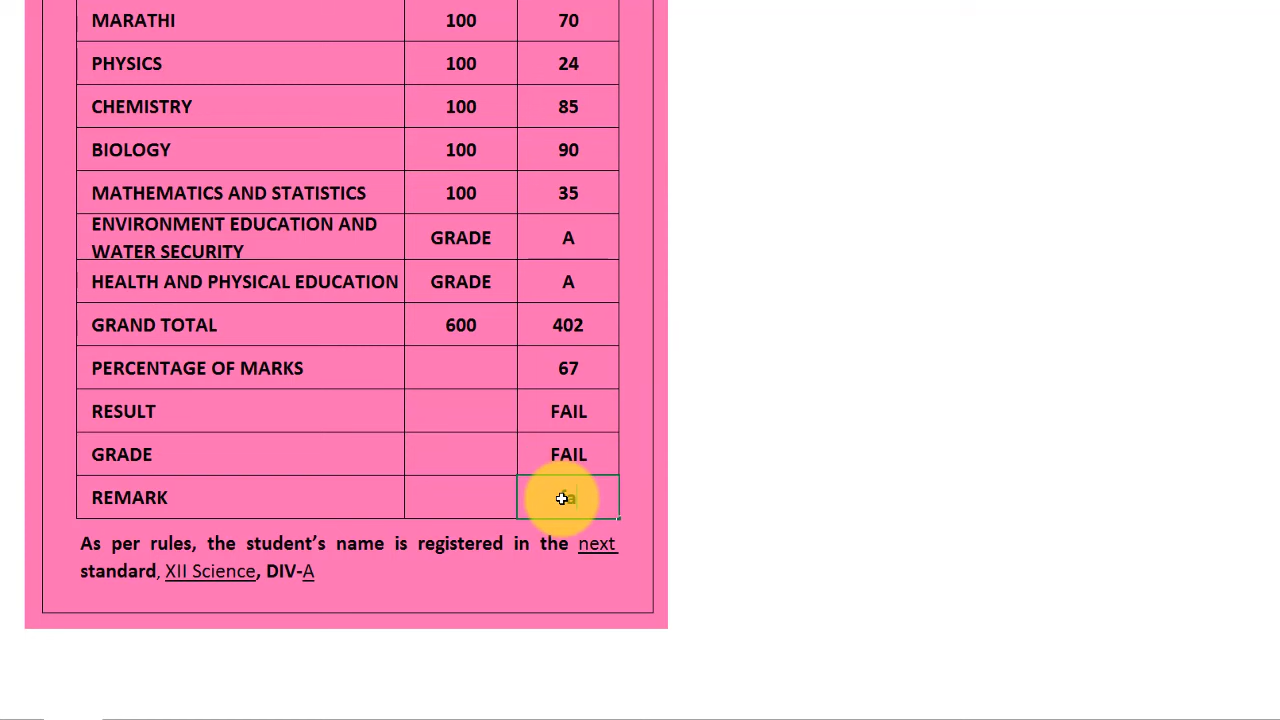 MARATHI 100 70
PHYSICS 100 24
CHEMISTRY 100 85
BIOLOGY 100 90
MATHEMATICS AND STATISTICS 100 35
ENVIRONMENT EDUCATION AND
WATER SECURITY GRADE A
HEALTH AND PHYSICAL EDUCATION GRADE A
GRAND TOTAL 600 402
PERCENTAGE OF MARKS 67
RESULT FAIL
GRADE FAIL
REMARK
As per rules, the student's name is registered in the next
standard, XII Science, DIV-A